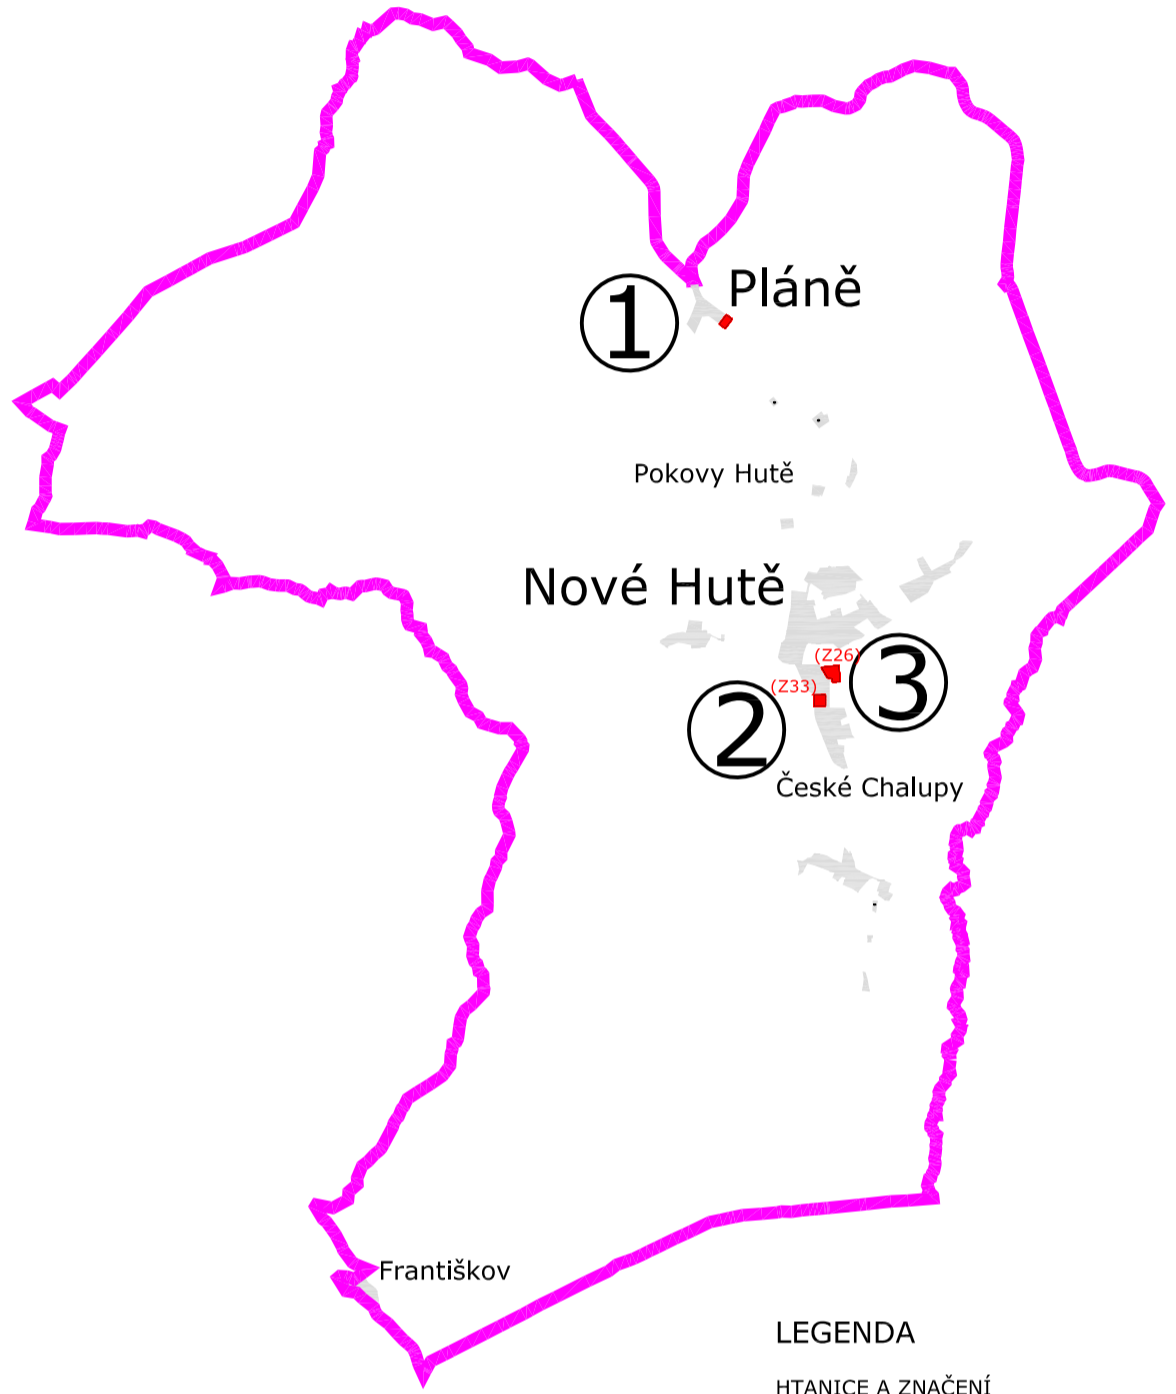 Pláně
1
Pokovy Hutě
Nové Hutě
(Z26)
3
(Z33)
2
České Chalupy
Františkov
LEGENDA
HTANICE A ZNAČENÍ